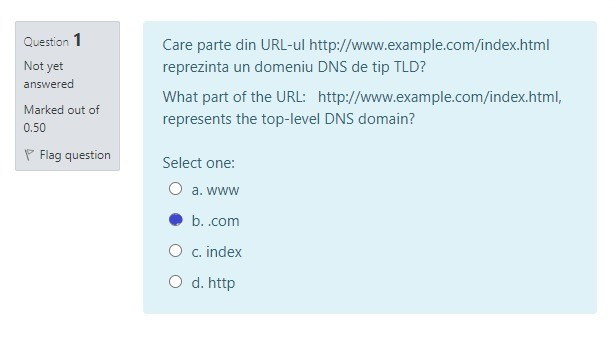 Question 1
Not yet
answered
Marked out of
0.50
Flag question
Care parte din URL-ul http://www.example.com/index.html
reprezinta un domeniu DNS de tip TLD?
What part of the URL: http://www.example.com/index.html,
represents the top-level DNS domain?
Select one:
a. www
b. .com
c. index
d. http